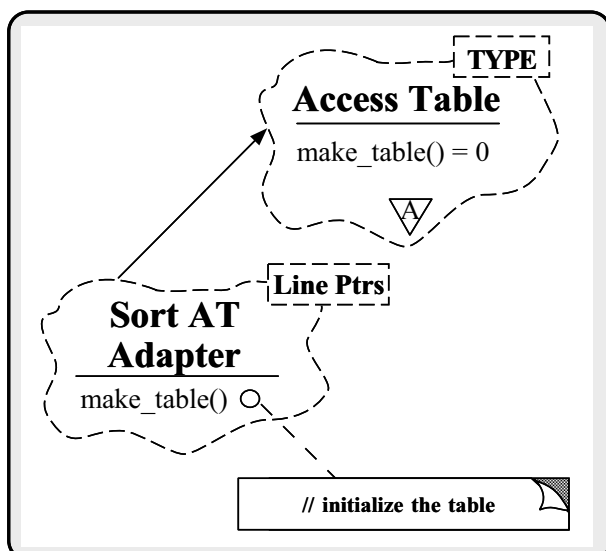 TYPE
Access Table
make_table() = 0
A
Line Ptrs
Sort AT
Adapter
make_table()
// initialize the table